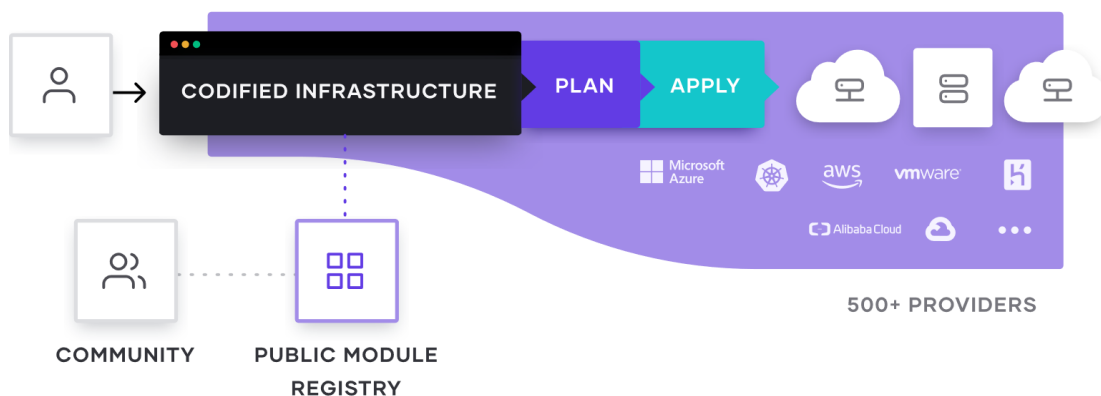 CODIFIED INFRASTRUCTURE
PLAN
APPLY
Microsoft
Azure
aws
vmware
Alibaba Cloud
500+ PROVIDERS
COMMUNITY
PUBLIC MODULE
REGISTRY